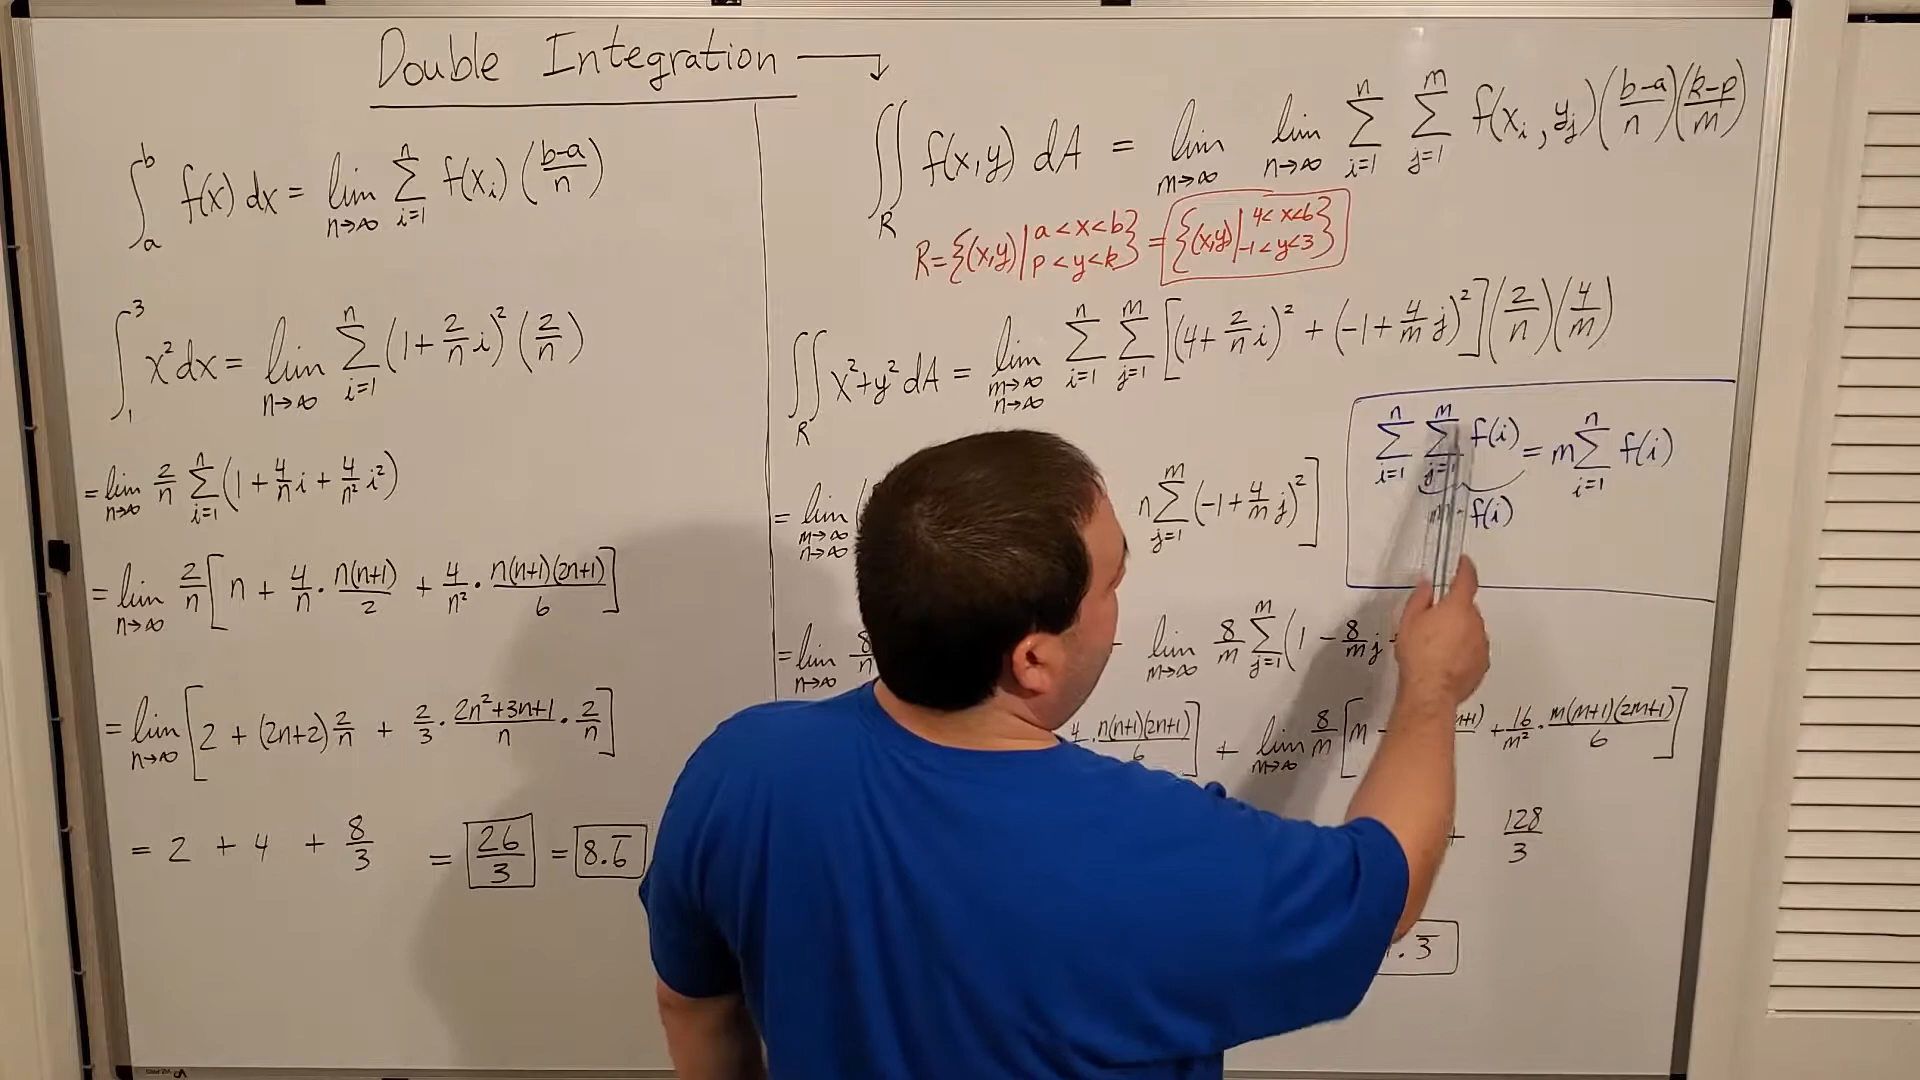 Double Integration →
∫_a^b f(x) dx = lim_{n→∞} Σ_{i=1}^n f(x_i) ((b-a)/n)
∫_1^3 x² dx = lim_{n→∞} Σ_{i=1}^n (1 + 2/n i)² (2/n)
= lim_{n→∞} 2/n Σ_{i=1}^n (1 + 4/n i + 4/n² i²)
= lim_{n→∞} 2/n [n + 4/n · n(n+1)/2 + 4/n² · n(n+1)(2n+1)/6]
= lim_{n→∞} [2 + (2n+2) 2/n + 2/3 · (2n²+3n+1)/n · 2/n]
= 2 + 4 + 8/3 = 26/3 = 8.6̅
∬_R f(x,y) dA = lim_{m→∞} lim_{n→∞} Σ_{i=1}^n Σ_{j=1}^m f(x_i, y_j) ((b-a)/n) ((k-p)/m)
R = {(x,y) | a<x<b p<y<k} = {(x,y) | 4<x<6 -1<y<3}
∬_R x²+y² dA = lim_{m→∞ n→∞} Σ_{i=1}^n Σ_{j=1}^m [(4 + 2/n i)² + (-1 + 4/m j)²] (2/n) (4/m)
Σ_{i=1}^n Σ_{j=1}^m f(i) = m Σ_{i=1}^n f(i)
m · f(i)
= lim_{m→∞ n→∞} ( n Σ_{j=1}^m (-1 + 4/m j)²]
= lim_{n→∞} 8/n lim_{m→∞} 8/m Σ_{j=1}^m (1 - 8/m j
· n(n+1)(2n+1)/6] + lim_{m→∞} 8/m [m - + 16/m² · m(m+1)(2m+1)/6]
+ 128/3
.3̅